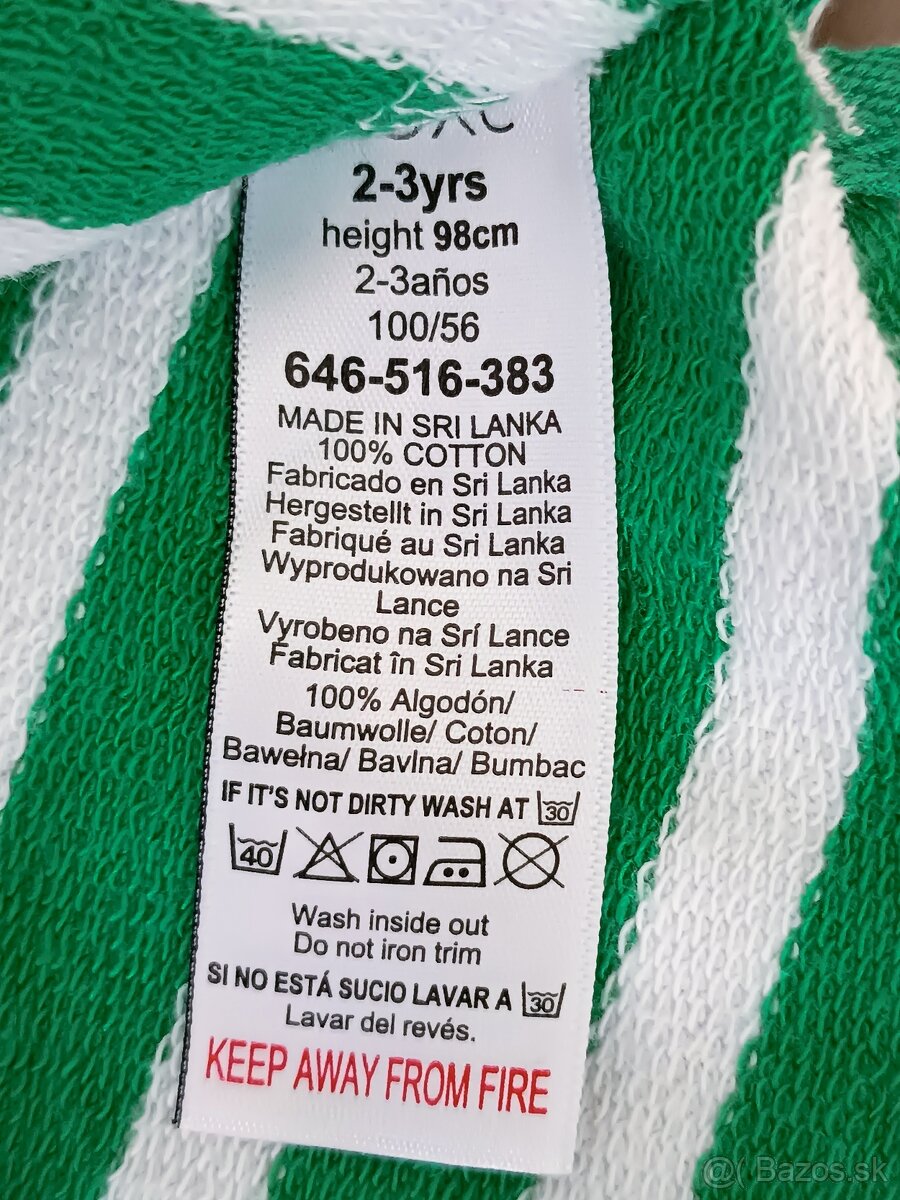 2-3yrs
height 98cm
2-3años
100/56
646-516-383
MADE IN SRI LANKA
100% COTTON
Fabricado en Sri Lanka
Hergestellt in Sri Lanka
Fabriqué au Sri Lanka
Wyprodukowano na Sri
Lance
Vyrobeno na Srí Lance
Fabricat în Sri Lanka
100% Algodón/
Baumwolle/ Coton/
Bawełna/ Bavlna/ Bumbac
IF IT'S NOT DIRTY WASH AT 30
40
Wash inside out
Do not iron trim
SI NO ESTÁ SUCIO LAVAR A 30
Lavar del revés.
KEEP AWAY FROM FIRE
Bazos.sk